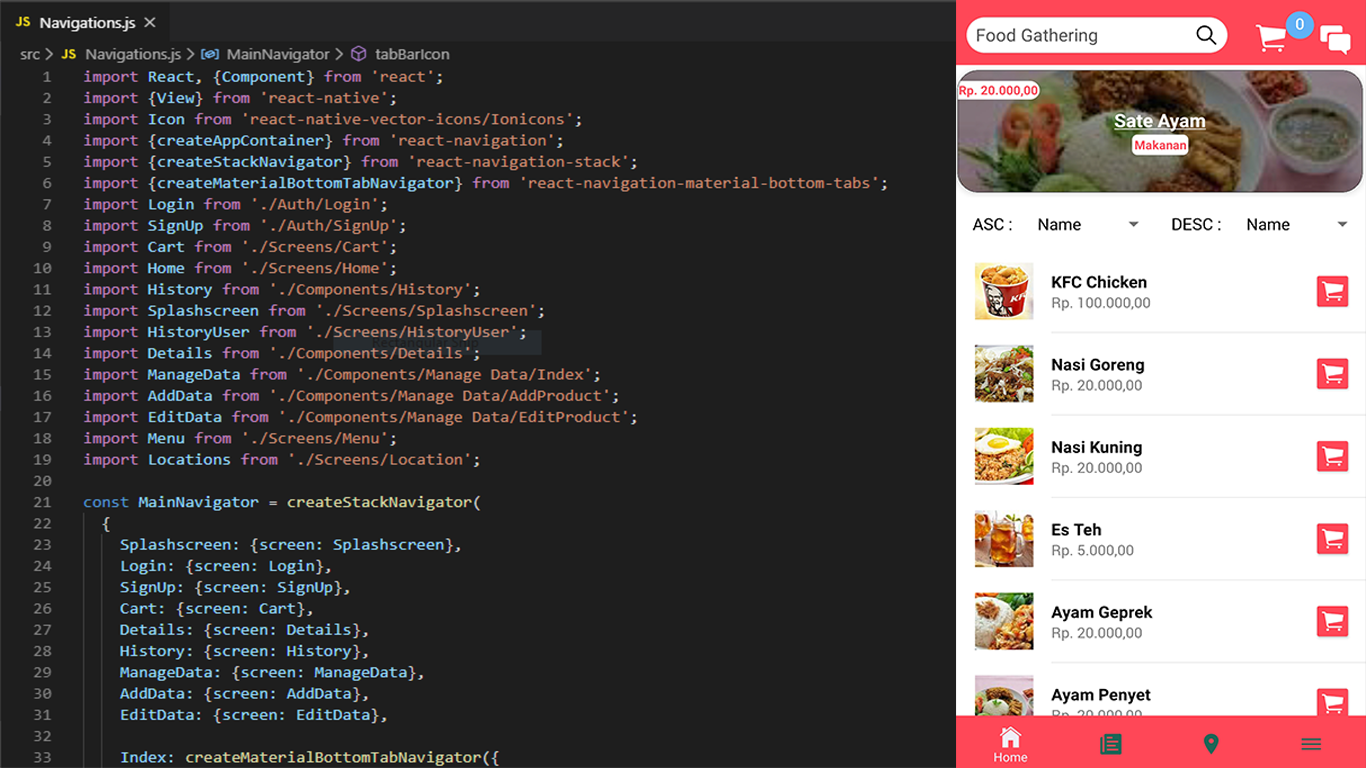 JS Navigations.js ×
src > JS Navigations.js > MainNavigator > tabBarIcon
1 import React, {Component} from 'react';
2 import {View} from 'react-native';
3 import Icon from 'react-native-vector-icons/Ionicons';
4 import {createAppContainer} from 'react-navigation';
5 import {createStackNavigator} from 'react-navigation-stack';
6 import {createMaterialBottomTabNavigator} from 'react-navigation-material-bottom-tabs';
7 import Login from './Auth/Login';
8 import SignUp from './Auth/SignUp';
9 import Cart from './Screens/Cart';
10 import Home from './Screens/Home';
11 import History from './Components/History';
12 import Splashscreen from './Screens/Splashscreen';
13 import HistoryUser from './Screens/HistoryUser';
14 import Details from './Components/Details';
15 import ManageData from './Components/Manage Data/Index';
16 import AddData from './Components/Manage Data/AddProduct';
17 import EditData from './Components/Manage Data/EditProduct';
18 import Menu from './Screens/Menu';
19 import Locations from './Screens/Location';
20
21 const MainNavigator = createStackNavigator(
22 {
23 Splashscreen: {screen: Splashscreen},
24 Login: {screen: Login},
25 SignUp: {screen: SignUp},
26 Cart: {screen: Cart},
27 Details: {screen: Details},
28 History: {screen: History},
29 ManageData: {screen: ManageData},
30 AddData: {screen: AddData},
31 EditData: {screen: EditData},
32
33 Index: createMaterialBottomTabNavigator({
Food Gathering
0
Rp. 20.000,00
Sate Ayam
Makanan
ASC : Name DESC : Name
KFC Chicken
Rp. 100.000,00
KFC
Nasi Goreng
Rp. 20.000,00
Nasi Kuning
Rp. 20.000,00
Es Teh
Rp. 5.000,00
Ayam Geprek
Rp. 20.000,00
Ayam Penyet
Rp. 20.000,00
Home